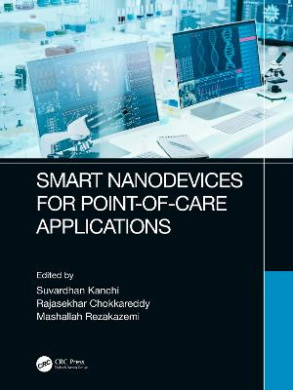 SMART NANODEVICES
FOR POINT-OF-CARE
APPLICATIONS
Edited by
Suvardhan Kanchi
Rajasekhar Chokkareddy
Mashallah Rezakazemi
CRC Press